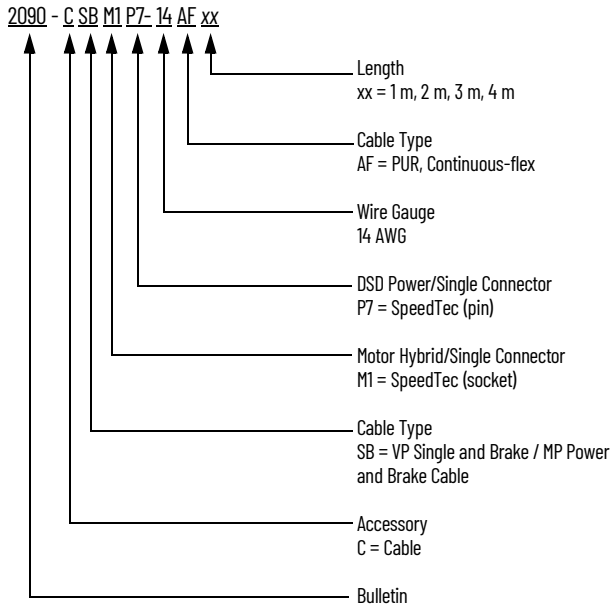 2090 - C SB M1 P7- 14 AF xx
Length
xx = 1 m, 2 m, 3 m, 4 m
Cable Type
AF = PUR, Continuous-flex
Wire Gauge
14 AWG
DSD Power/Single Connector
P7 = SpeedTec (pin)
Motor Hybrid/Single Connector
M1 = SpeedTec (socket)
Cable Type
SB = VP Single and Brake / MP Power
and Brake Cable
Accessory
C = Cable
Bulletin